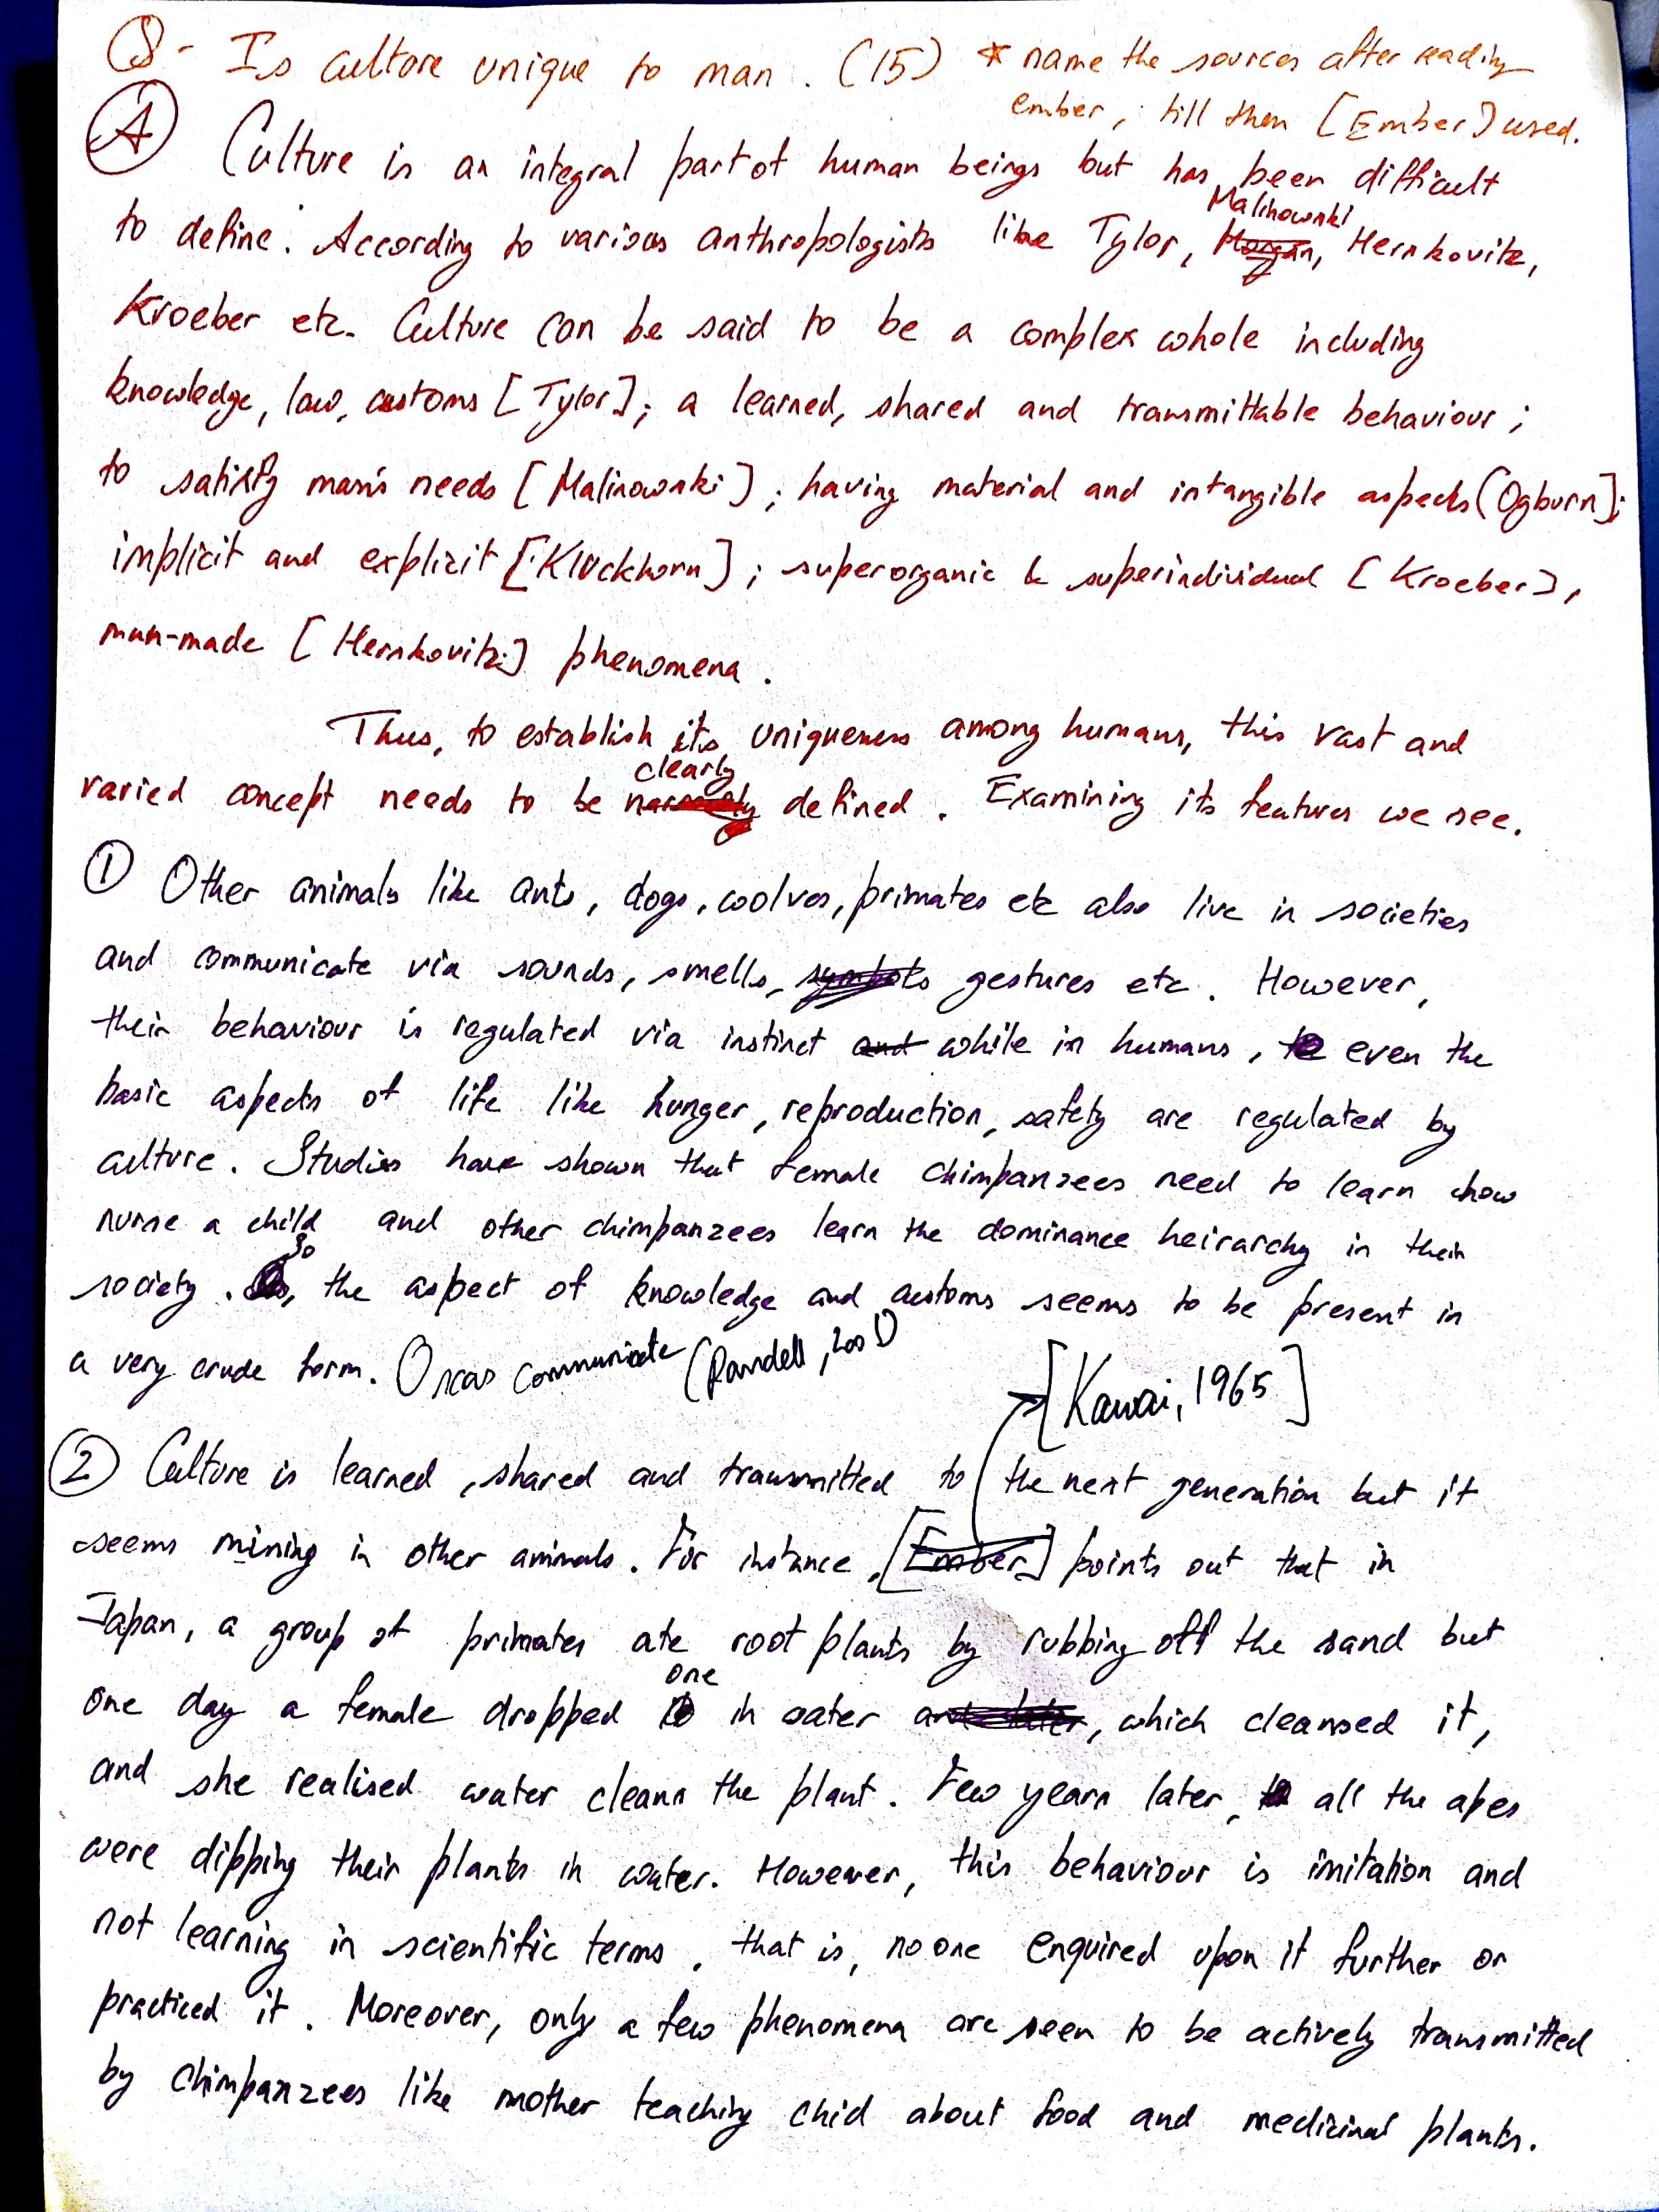 Q- Is culture unique to man. (15) * name the sources after reading
ember, till then [Ember] used.
A Culture is an integral part of human beings but has been difficult
Malinowski
to define. According to various anthropologists like Tylor, Morgan, Herskovitz,
Kroeber etc. Culture can be said to be a complex whole including
knowledge, law, customs [Tylor]; a learned, shared and transmittable behaviour;
to satisfy man's needs [Malinowski]; having material and intangible aspects (Ogburn];
implicit and explicit [Kluckhorn]; superorganic & superindividual [Kroeber],
man-made [Herskovitz] phenomena.
Thus, to establish its uniqueness among humans, this vast and
clearly
varied concept needs to be narrowly defined. Examining its features we see.
① Other animals like ants, dogs, woolves, primates etc also live in societies
and communicate via sounds, smells, symbols gestures etc. However,
their behaviour is regulated via instinct and while in humans, to even the
basic aspects of life like hunger, reproduction, safety are regulated by
culture. Studies have shown that female chimpanzees need to learn how
nurse a child and other chimpanzees learn the dominance heirarchy in their
So
society. the aspect of knowledge and customs seems to be present in
a very crude form. Orcas communicate (Ramdell, 2001)
[Kawai, 1965]
② Culture is learned, shared and transmitted to the next generation but it
seems mining in other animals. For instance, [Ember] points out that in
Japan, a group of primates ate root plants by rubbing off the sand but
one
one day a female dropped in water and later, which cleansed it,
and she realised water cleans the plant. Few years later, all the apes
were dipping their plants in water. However, this behaviour is imitation and
not learning in scientific terms, that is, no one enquired upon it further or
practiced it. Moreover, only a few phenomena are seen to be actively transmitted
by chimpanzees like mother teaching chid about food and medicinal plants.